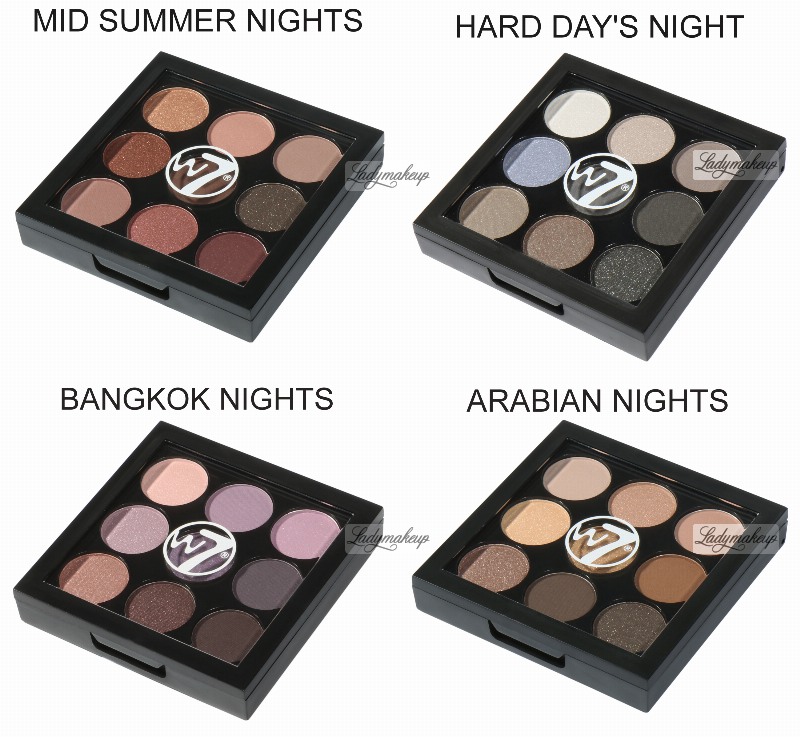 MID SUMMER NIGHTS
HARD DAY'S NIGHT
W7®
Ladymakeup
W7®
Ladymakeup
BANGKOK NIGHTS
ARABIAN NIGHTS
W7®
Ladymakeup
W7®
Ladymakeup